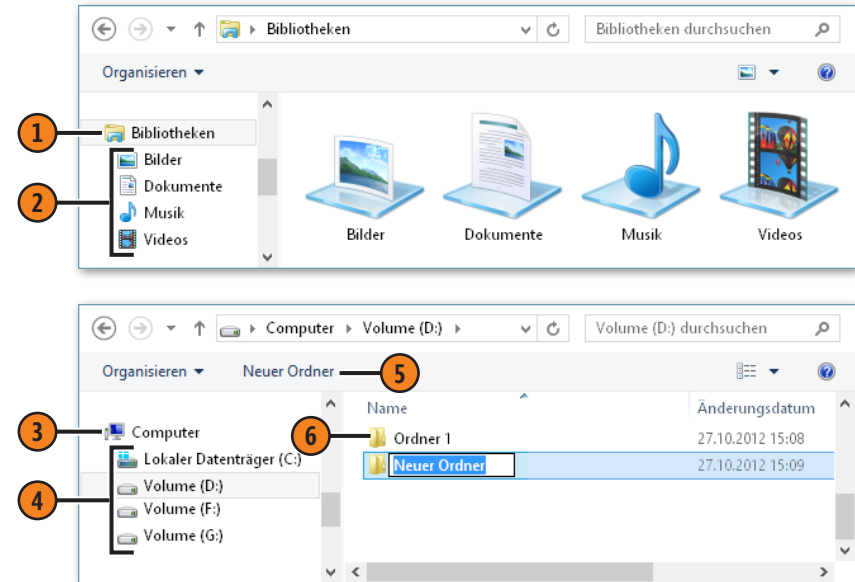 Bibliotheken
Bibliotheken durchsuchen
Organisieren
?
1
Bibliotheken
2
Bilder
Dokumente
Musik
Videos
Bilder
Dokumente
Musik
Videos
Computer
Volume (D:)
Volume (D:) durchsuchen
Organisieren
Neuer Ordner
5
?
Name
Änderungsdatum
3
Computer
6
Ordner 1
27.10.2012 15:08
Lokaler Datenträger (C:)
Neuer Ordner
27.10.2012 15:09
4
Volume (D:)
Volume (F:)
Volume (G:)